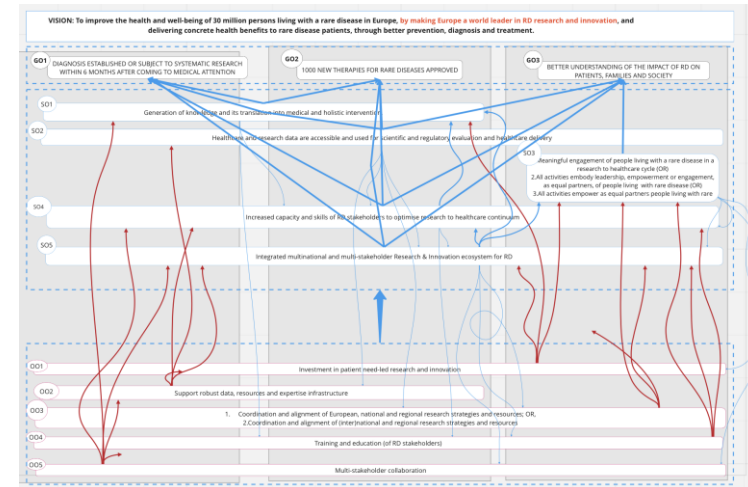 VISION: To improve the health and well-being of 30 million persons living with a rare disease in Europe, by making Europe a world leader in RD research and innovation, and
delivering concrete health benefits to rare disease patients, through better prevention, diagnosis and treatment.
GO1
DIAGNOSIS ESTABLISHED OR SUBJECT TO SYSTEMATIC RESEARCH
WITHIN 6 MONTHS AFTER COMING TO MEDICAL ATTENTION
GO2
1000 NEW THERAPIES FOR RARE DISEASES APPROVED
GO3
BETTER UNDERSTANDING OF THE IMPACT OF RD ON
PATIENTS, FAMILIES AND SOCIETY
SO1
Generation of knowledge and its translation into medical and holistic intervention
SO2
Healthcare and research data are accessible and used for scientific and regulatory evaluation and healthcare delivery
SO3
Meaningful engagement of people living with a rare disease in a
research to healthcare cycle (OR)
2.All activities embody leadership, empowerment or engagement,
as equal partners, of people living with rare disease (OR)
3.All activities empower as equal partners people living with rare
SO4
Increased capacity and skills of RD stakeholders to optimise research to healthcare continuum
SO5
Integrated multinational and multi-stakeholder Research & Innovation ecosystem for RD
OO1
Investment in patient need-led research and innovation
OO2
Support robust data, resources and expertise infrastructure
OO3
1. Coordination and alignment of European, national and regional research strategies and resources; OR,
2.Coordination and alignment of (inter)national and regional research strategies and resources
OO4
Training and education (of RD stakeholders)
OO5
Multi-stakeholder collaboration